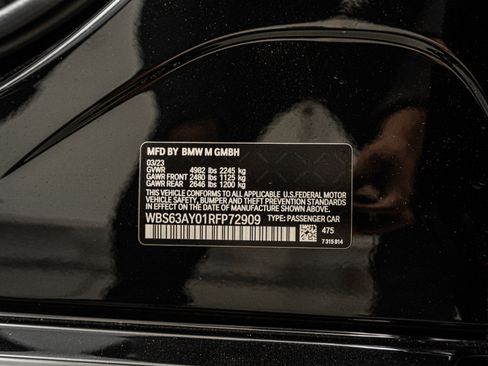 MFD BY BMW M GMBH
03/23
GVWR 4982 lbs 2245 kg
GAWR FRONT 2480 lbs 1125 kg
GAWR REAR 2646 lbs 1200 kg
THIS VEHICLE CONFORMS TO ALL APPLICABLE U.S.FEDERAL MOTOR
VEHICLE SAFETY, BUMPER, AND THEFT PREVENTION STANDARDS
IN EFFECT ON THE DATE OF MANUFACTURE SHOWN ABOVE.
WBS63AY01RFP72909 TYPE: PASSENGER CAR
475
7 315 814